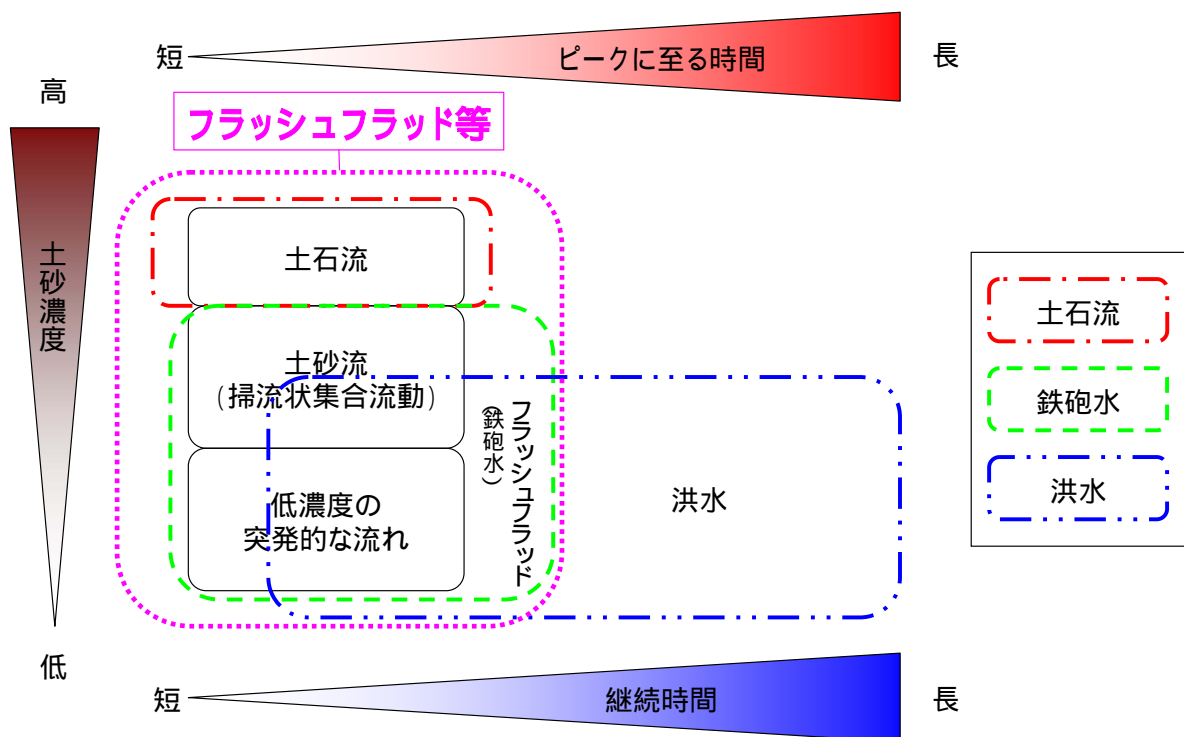 短
ピークに至る時間
長
高
フラッシュフラッド等
土砂濃度
土石流
土砂流
(掃流状集合流動)
フラッシュフラッド
(鉄砲水)
低濃度の
突発的な流れ
洪水
土石流
鉄砲水
洪水
低
短
継続時間
長